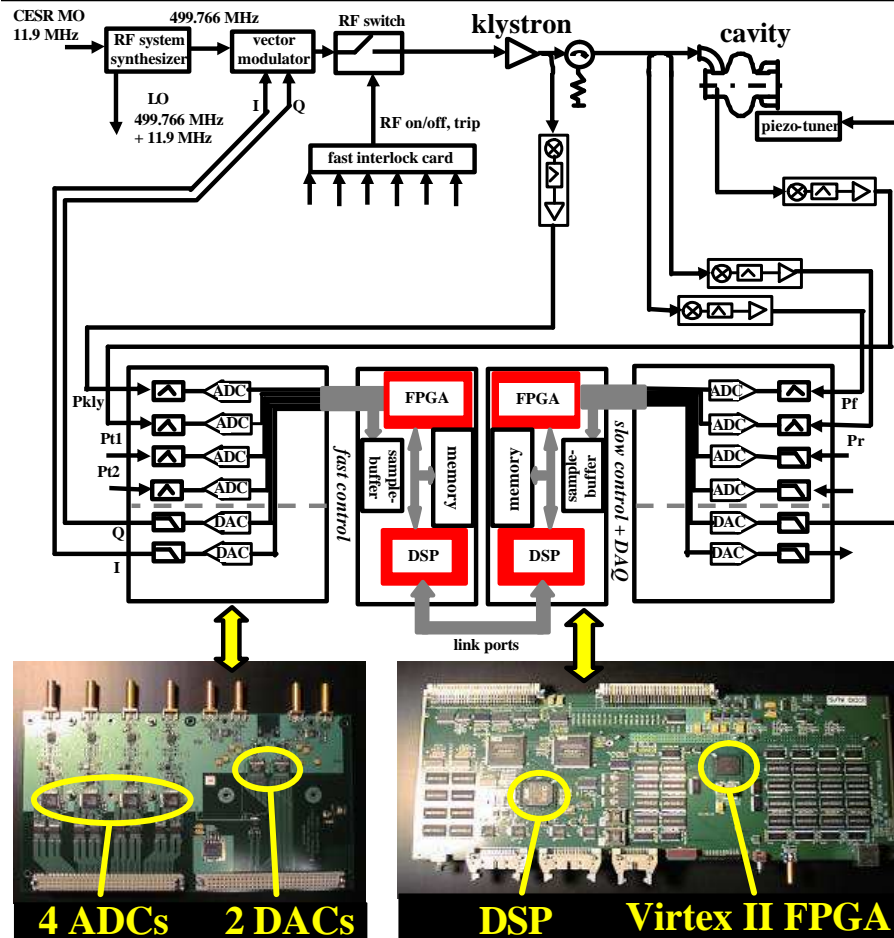 CESR MO
11.9 MHz
RF system
synthesizer
499.766 MHz
vector
modulator
RF switch
klystron
cavity
LO
499.766 MHz
+ 11.9 MHz
I
Q
RF on/off, trip
fast interlock card
piezo-tuner
Pkly
Pt1
Pt2
Q
I
ADC
ADC
ADC
ADC
DAC
DAC
fast control
FPGA
sample-
buffer
memory
DSP
FPGA
memory
sample-
buffer
DSP
slow control + DAQ
ADC
ADC
ADC
ADC
DAC
DAC
Pf
Pr
link ports
4 ADCs
2 DACs
DSP
Virtex II FPGA